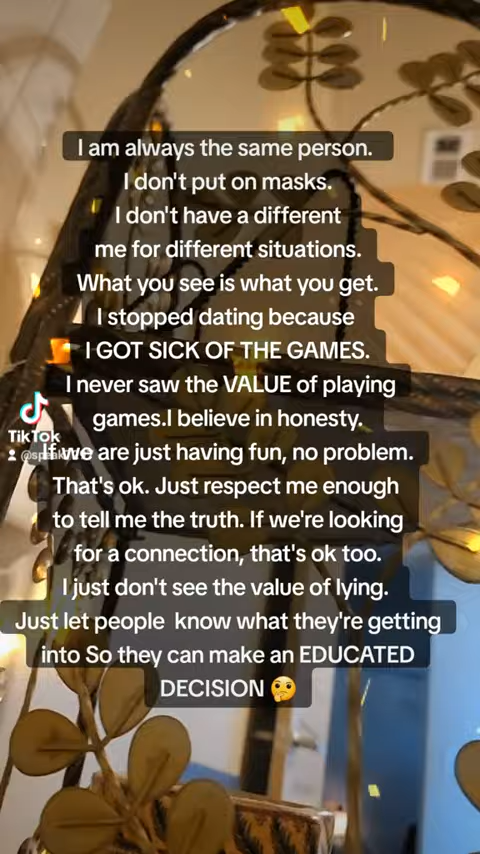 I am always the same person.
I don't put on masks.
I don't have a different
me for different situations.
What you see is what you get.
I stopped dating because
I GOT SICK OF THE GAMES.
I never saw the VALUE of playing
games.I believe in honesty.
If we are just having fun, no problem.
That's ok. Just respect me enough
to tell me the truth. If we're looking
for a connection, that's ok too.
I just don't see the value of lying.
Just let people know what they're getting
into So they can make an EDUCATED
DECISION 🤔
TikTok